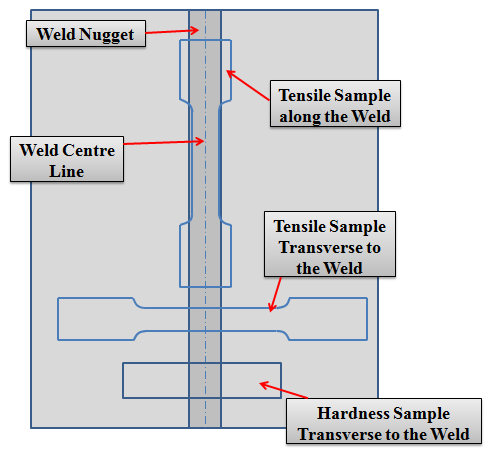 Weld Nugget
Tensile Sample
along the Weld
Weld Centre
Line
Tensile Sample
Transverse to
the Weld
Hardness Sample
Transverse to the Weld